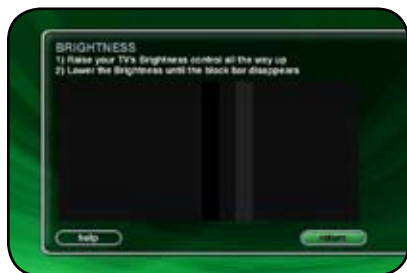 BRIGHTNESS
1) Raise your TV's Brightness control all the way up
2) Lower the Brightness until the black bar disappears
help
return